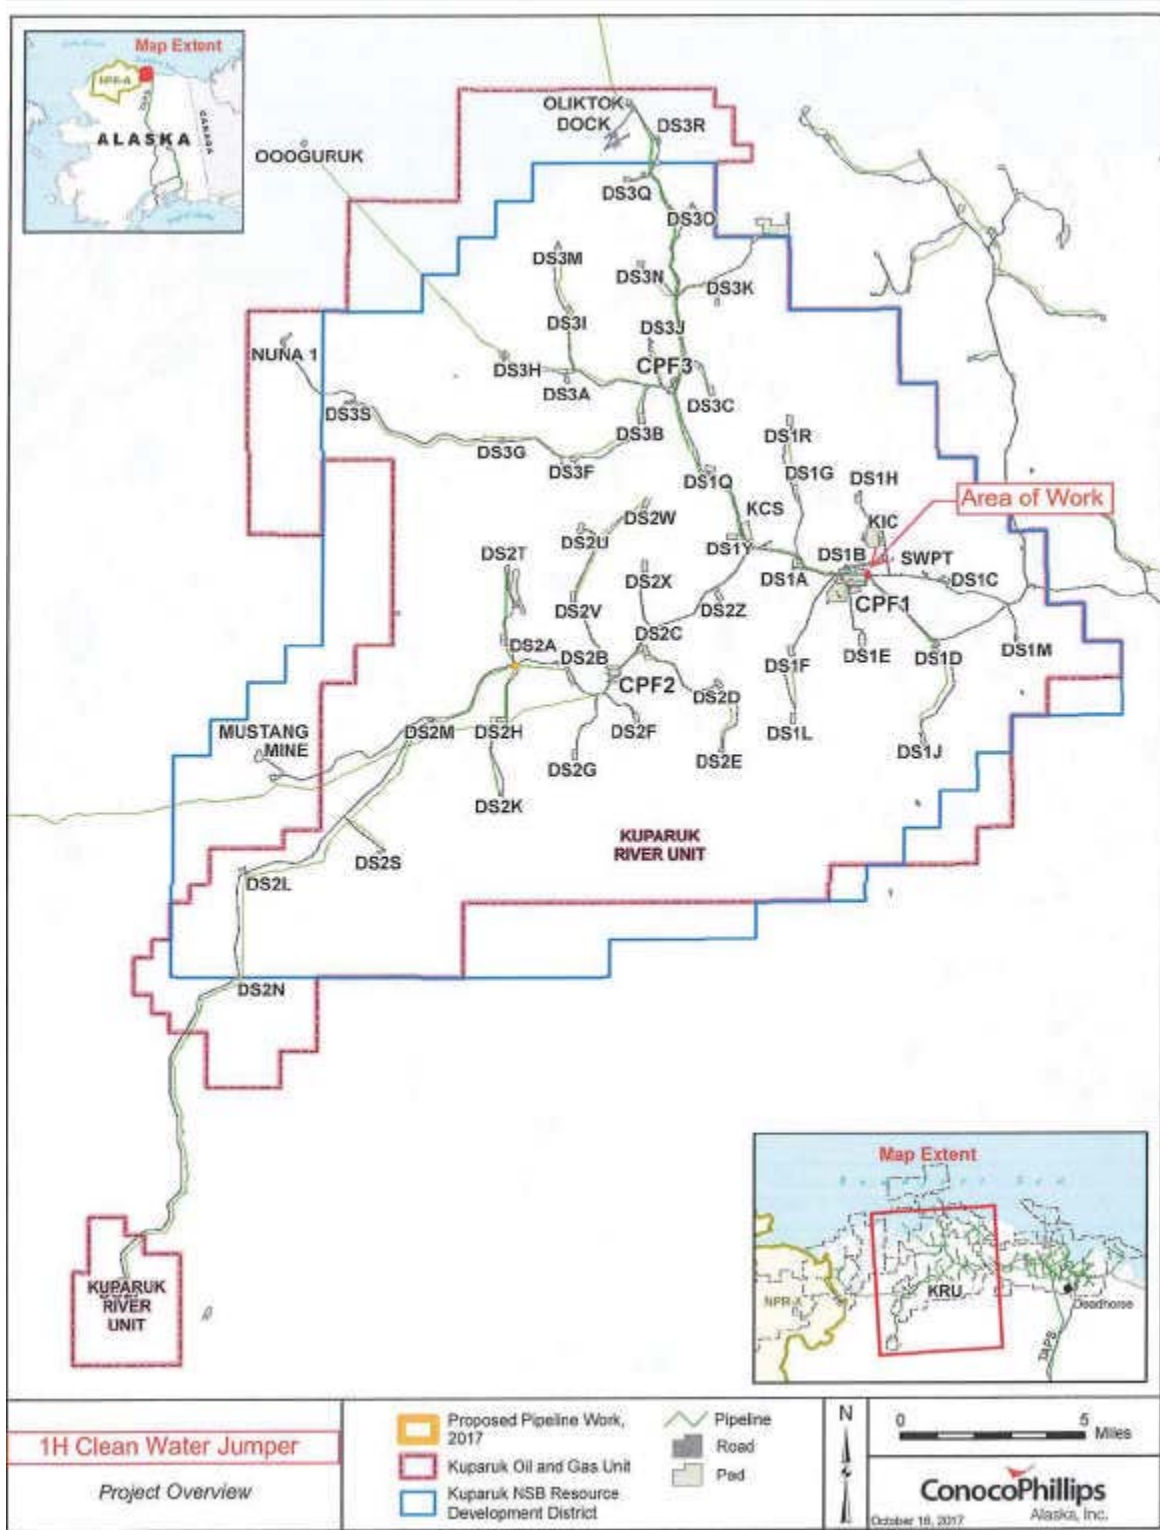 Map Extent
NPR-A
TAPS
ALASKA
CANADA
OLIKTOK
DOCK
DS3R
OOOGURUK
DS3Q
DS3O
DS3M
DS3N
DS3K
DS3I
DS3J
NUNA 1
DS3H
CPF3
DS3A
DS3C
DS3S
DS3B
DS1R
DS3G
DS3F
DS1Q
DS1G
DS1H
Area of Work
DS2W
KCS
KIC
DS2U
DS1Y
DS2T
DS1B
SWPT
DS2X
DS1A
DS1C
DS2V
DS2Z
CPF1
DS2C
DS2A
DS2B
DS1F
DS1E
DS1D
DS1M
CPF2
DS2D
MUSTANG
MINE
DS2M
DS2H
DS2F
DS1L
DS1J
DS2G
DS2E
DS2K
KUPARUK
RIVER UNIT
DS2S
DS2L
DS2N
KUPARUK
RIVER
UNIT
Map Extent
NPR-A
KRU
Deadhorse
TAPS
1H Clean Water Jumper
Project Overview
Proposed Pipeline Work,
2017
Kuparuk Oil and Gas Unit
Kuparuk NSB Resource
Development District
Pipeline
Road
Pad
N
0 5
Miles
ConocoPhillips
Alaska, Inc.
October 16, 2017